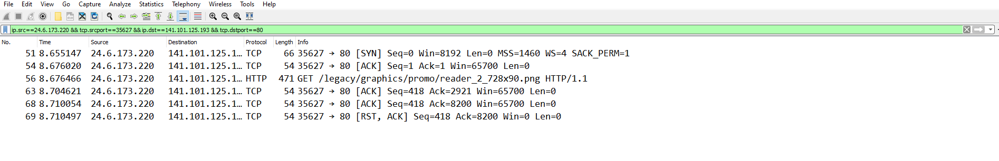 File Edit View Go Capture Analyze Statistics Telephony Wireless Tools Help
ip.src==24.6.173.220 && tcp.srcport==35627 && ip.dst==141.101.125.193 && tcp.dstport==80
No. Time Source Destination Protocol Length Info
51 8.655147 24.6.173.220 141.101.125.1… TCP 66 35627 → 80 [SYN] Seq=0 Win=8192 Len=0 MSS=1460 WS=4 SACK_PERM=1
54 8.676020 24.6.173.220 141.101.125.1… TCP 54 35627 → 80 [ACK] Seq=1 Ack=1 Win=65700 Len=0
56 8.676466 24.6.173.220 141.101.125.1… HTTP 471 GET /legacy/graphics/promo/reader_2_728x90.png HTTP/1.1
63 8.704621 24.6.173.220 141.101.125.1… TCP 54 35627 → 80 [ACK] Seq=418 Ack=2921 Win=65700 Len=0
68 8.710054 24.6.173.220 141.101.125.1… TCP 54 35627 → 80 [ACK] Seq=418 Ack=8200 Win=65700 Len=0
69 8.710497 24.6.173.220 141.101.125.1… TCP 54 35627 → 80 [RST, ACK] Seq=418 Ack=8200 Win=0 Len=0